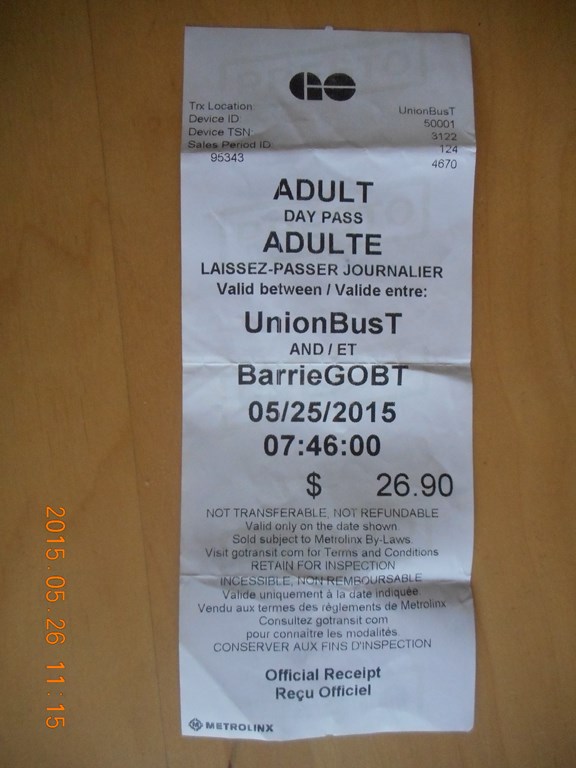 GO
Trx Location: UnionBusT
Device ID: 50001
Device TSN: 3122
Sales Period ID: 124
95343 4670
ADULT
DAY PASS
ADULTE
LAISSEZ-PASSER JOURNALIER
Valid between / Valide entre:
UnionBusT
AND / ET
BarrieGOBT
05/25/2015
07:46:00
$ 26.90
NOT TRANSFERABLE, NOT REFUNDABLE
Valid only on the date shown
Sold subject to Metrolinx By-Laws
Visit gotransit.com for Terms and Conditions
RETAIN FOR INSPECTION
INCESSIBLE, NON REMBOURSABLE
Valide uniquement à la date indiquée
Vendu aux termes des règlements de Metrolinx
Consultez gotransit.com
pour connaître les modalités.
CONSERVER AUX FINS D'INSPECTION
Official Receipt
Reçu Officiel
METROLINX
2015.05.26 11:15